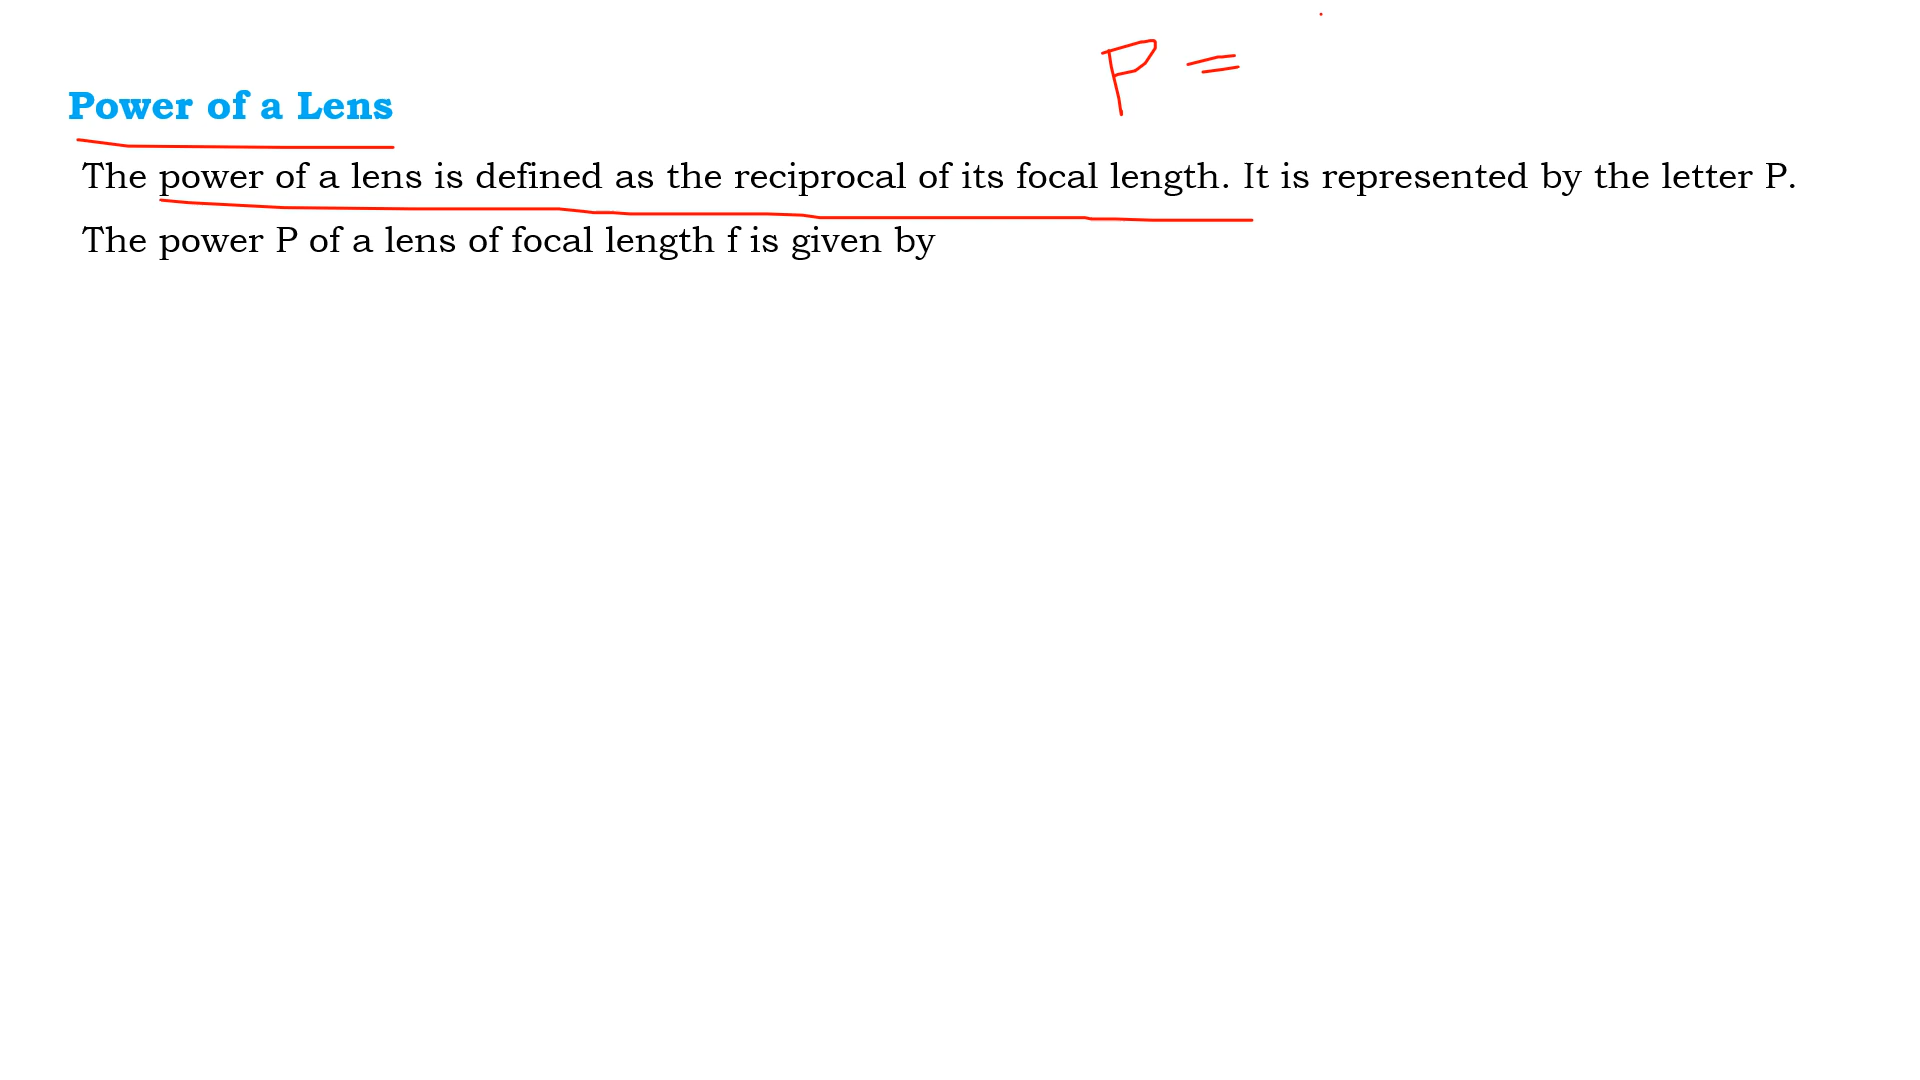 P =
Power of a Lens
The power of a lens is defined as the reciprocal of its focal length. It is represented by the letter P.
The power P of a lens of focal length f is given by